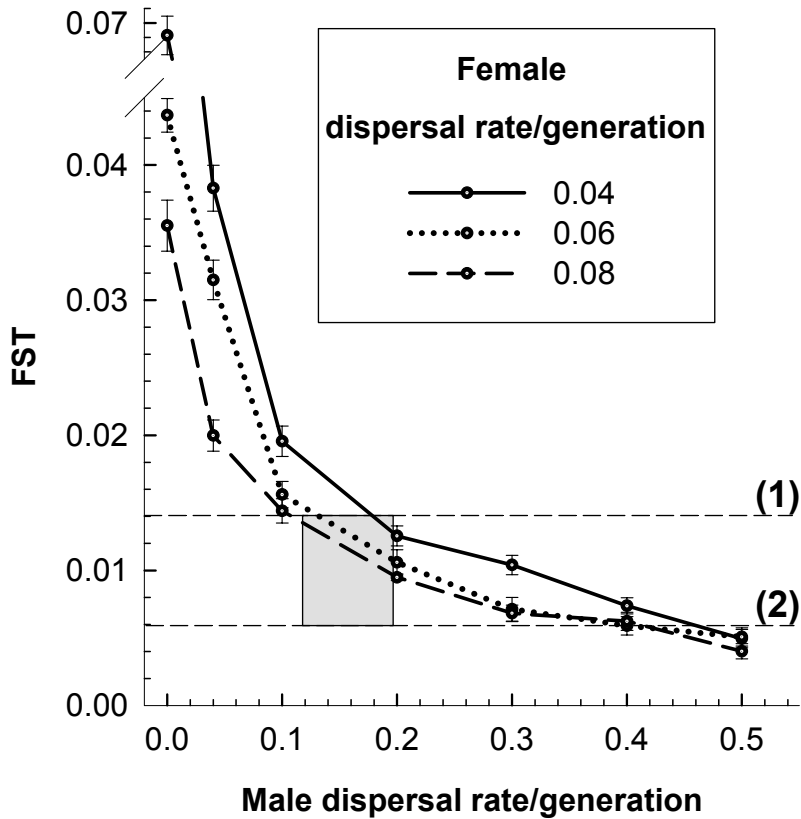 Female
dispersal rate/generation
0.04
0.06
0.08
0.07
0.04
0.03
0.02
0.01
0.00
FST
(1)
(2)
0.0 0.1 0.2 0.3 0.4 0.5
Male dispersal rate/generation